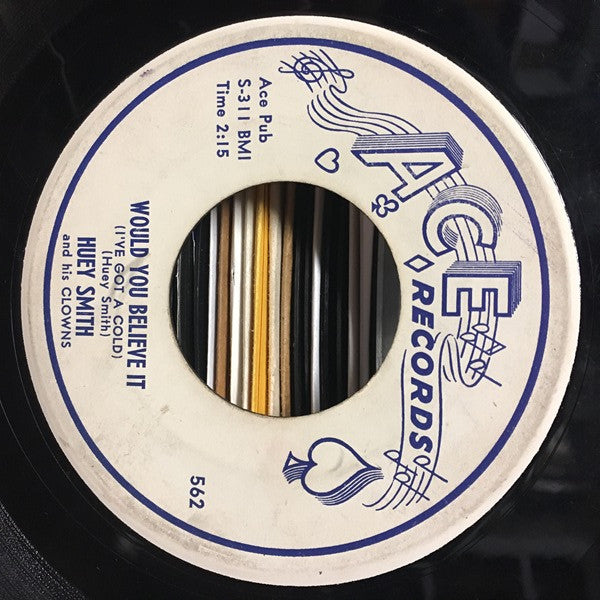 ACE
RECORDS
Ace Pub
S-311 BMI
Time 2:15
562
WOULD YOU BELIEVE IT
(I'VE GOT A COLD)
(Huey Smith)
HUEY SMITH
and his CLOWNS